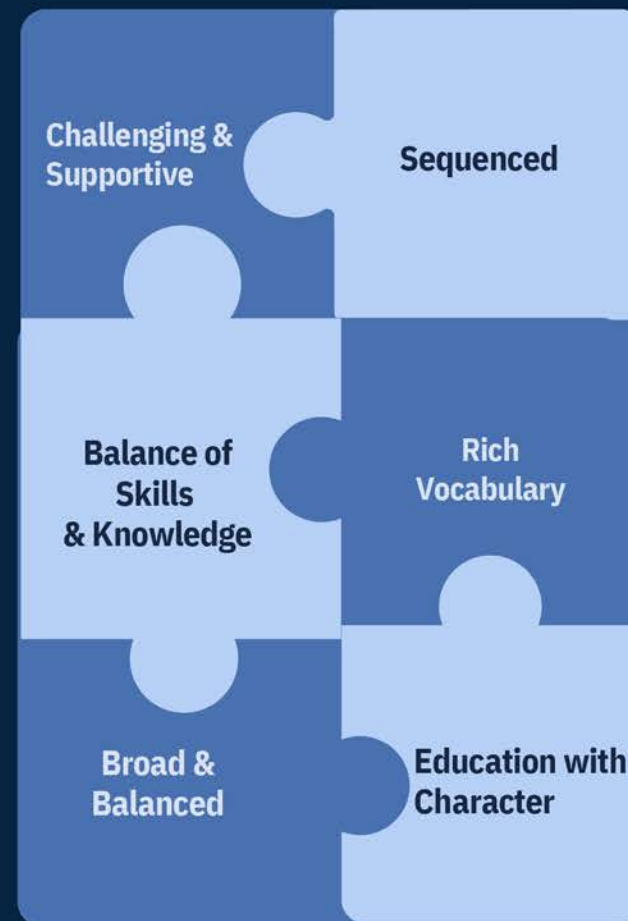 Challenging &
Supportive
Sequenced
Balance of
Skills
& Knowledge
Rich
Vocabulary
Broad &
Balanced
Education with
Character